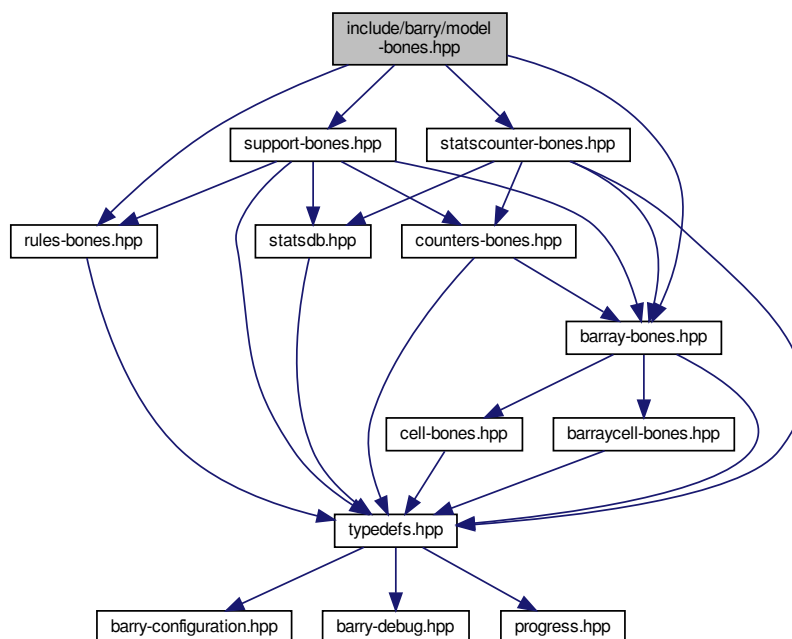 include/barry/model
-bones.hpp
support-bones.hpp
statscounter-bones.hpp
rules-bones.hpp
statsdb.hpp
counters-bones.hpp
barray-bones.hpp
cell-bones.hpp
barraycell-bones.hpp
typedefs.hpp
barry-configuration.hpp
barry-debug.hpp
progress.hpp